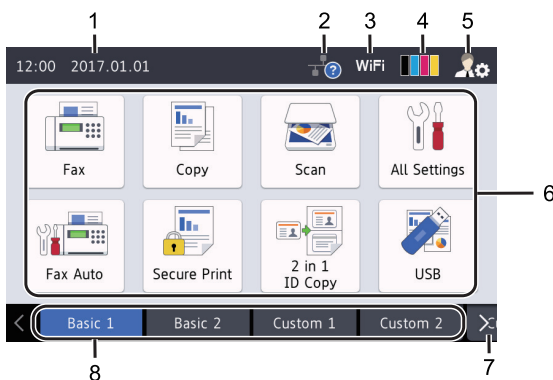 1 2 3 4 5
12:00 2017.01.01 ? WiFi
Fax Copy Scan All Settings
6
Fax Auto Secure Print 2 in 1 ID Copy USB
< Basic 1 Basic 2 Custom 1 Custom 2 >
8 7